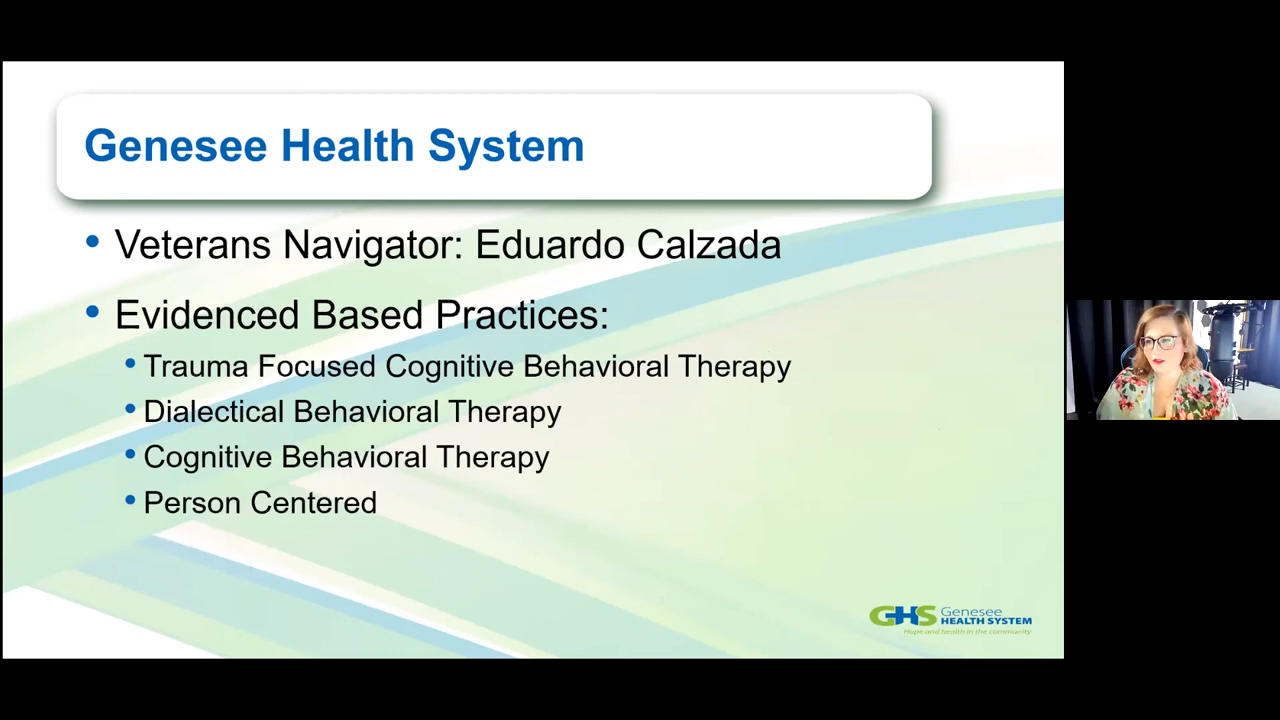 Genesee Health System
• Veterans Navigator: Eduardo Calzada
• Evidenced Based Practices:
• Trauma Focused Cognitive Behavioral Therapy
• Dialectical Behavioral Therapy
• Cognitive Behavioral Therapy
• Person Centered
GHS Genesee
HEALTH SYSTEM
Hope and health in the community